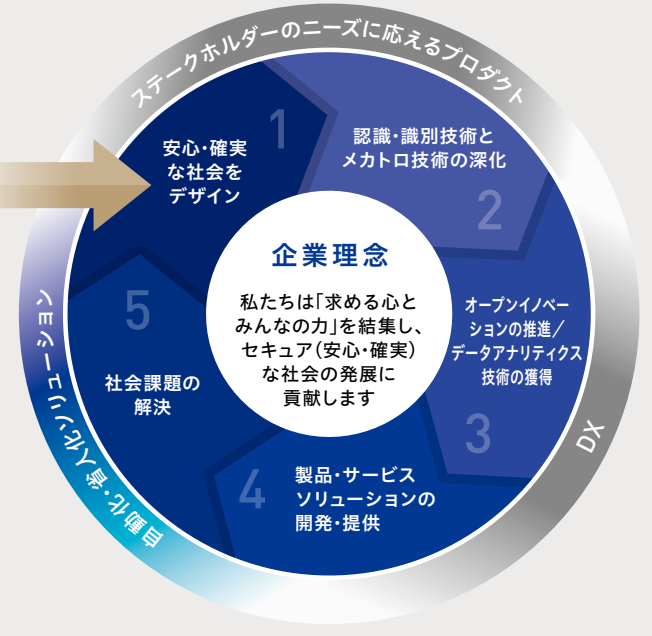 ステークホルダーのニーズに応えるプロダクト
1
安心・確実
な社会を
デザイン
認識・識別技術と
メカトロ技術の深化
2
企業理念
私たちは「求める心と
みんなの力」を結集し、
セキュア(安心・確実)
な社会の発展に
貢献します
オープンイノベー
ションの推進/
データアナリティクス
技術の獲得
3
DX
4
製品・サービス
ソリューションの
開発・提供
5
社会課題の
解決
自動化・省人化ソリューション